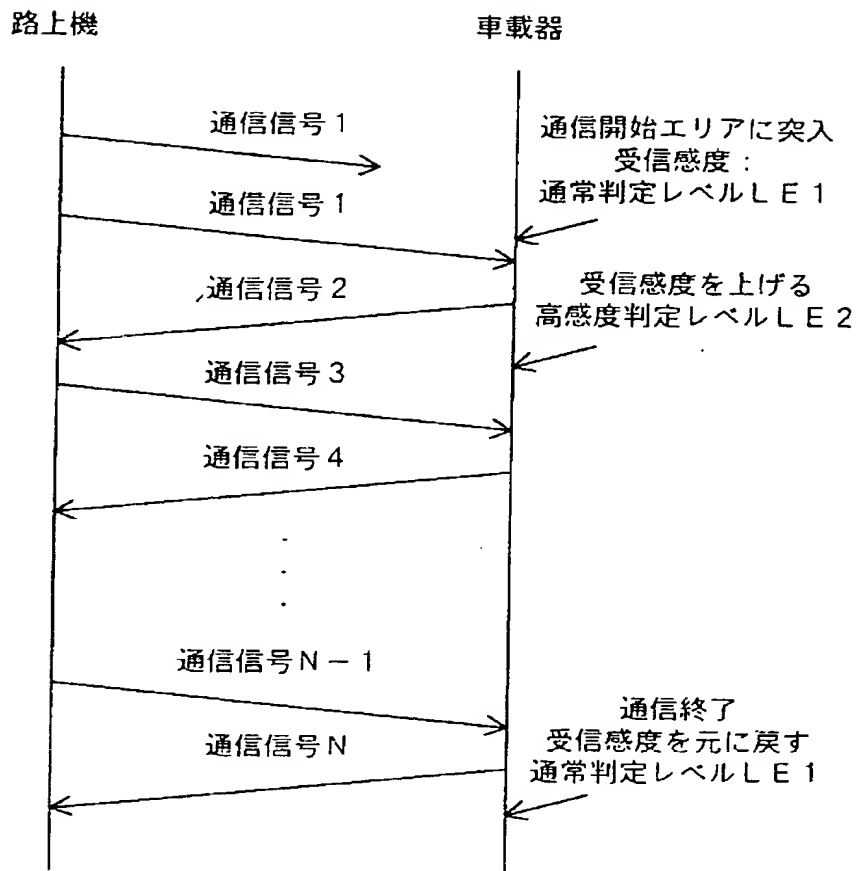 路上機
車載器
通信信号1
通信開始エリアに突入
受信感度：
通常判定レベルLE1
通信信号1
通信信号2
受信感度を上げる
高感度判定レベルLE2
通信信号3
通信信号4
通信信号N－1
通信終了
受信感度を元に戻す
通常判定レベルLE1
通信信号N